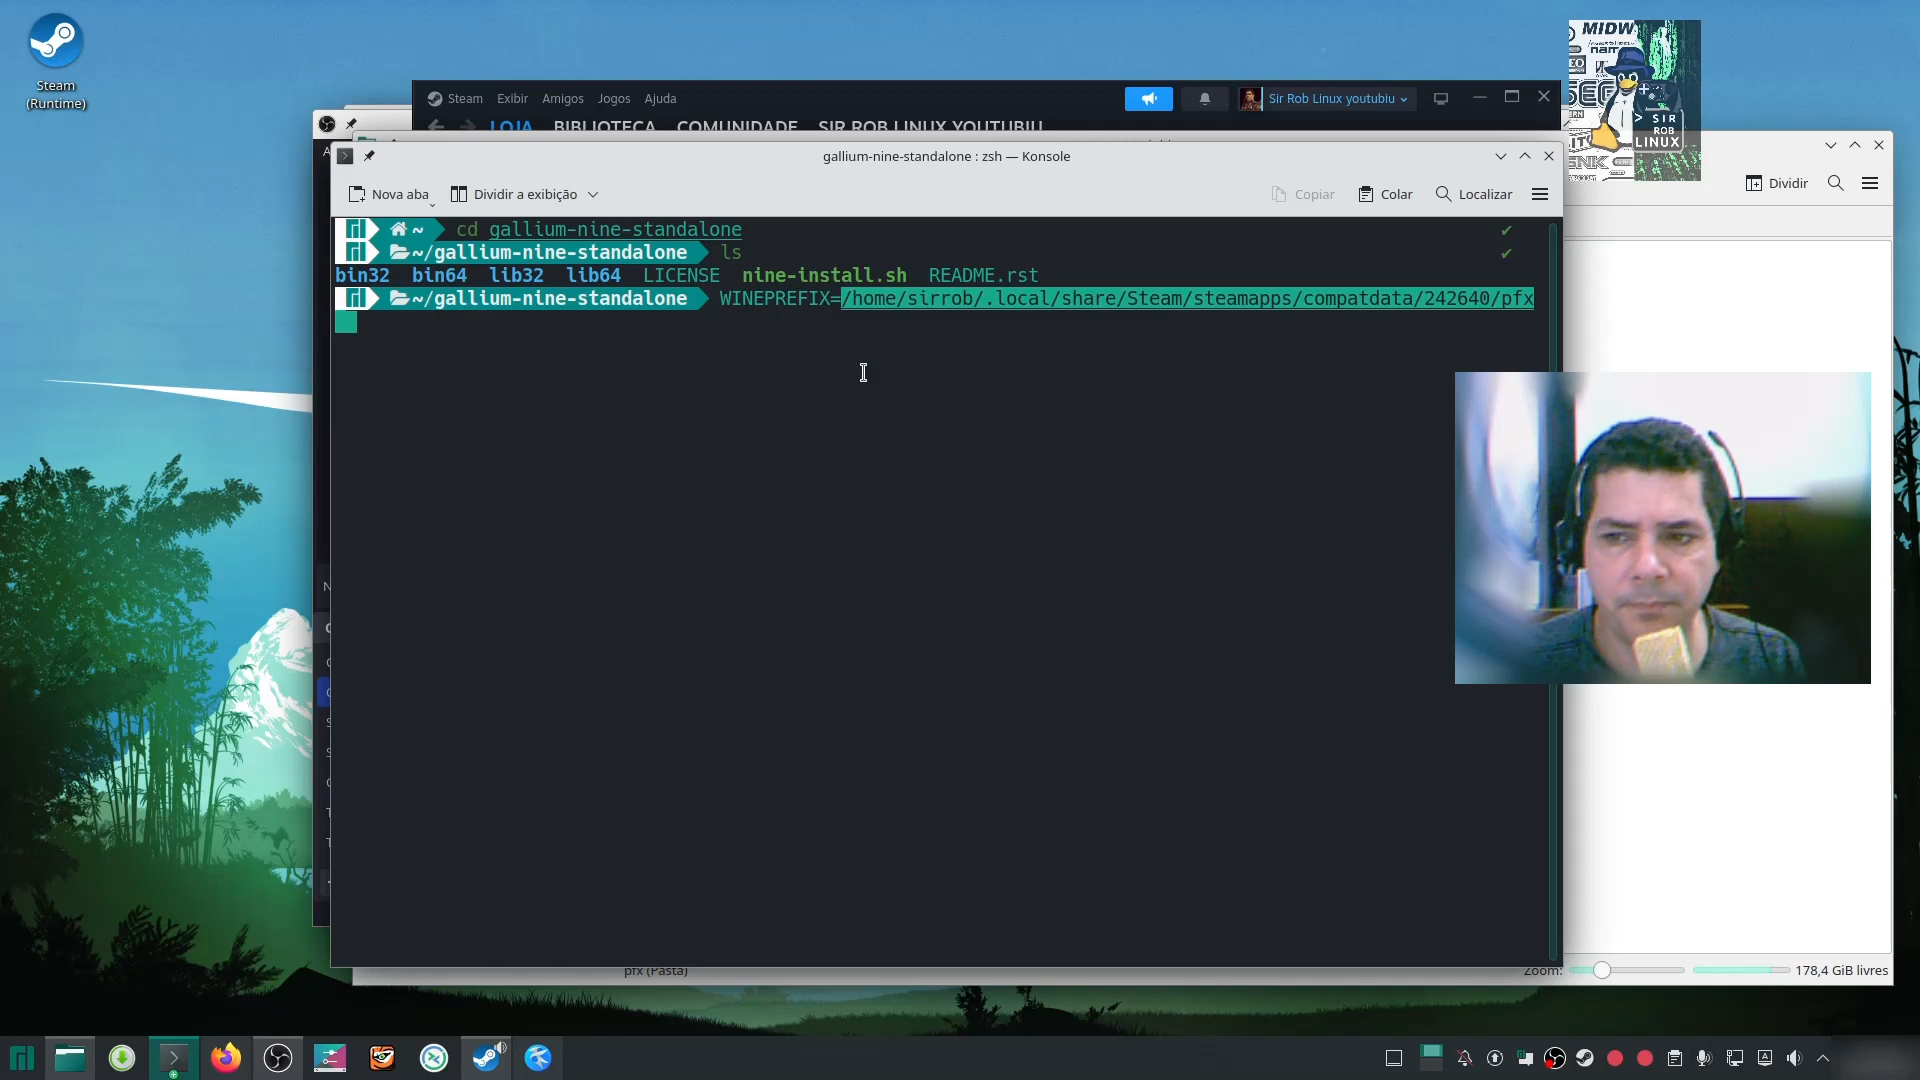 Steam
(Runtime)
Steam Exibir Amigos Jogos Ajuda
Sir Rob Linux youtubiu
LOJA BIBLIOTECA COMUNIDADE SIR ROB LINUX YOUTUBIU
MIDW
> SIR
ROB
LINUX
gallium-nine-standalone : zsh — Konsole
Nova aba
Dividir a exibição
Copiar
Colar
Localizar
Dividir
~ cd gallium-nine-standalone ✔
~/gallium-nine-standalone ls ✔
bin32 bin64 lib32 lib64 LICENSE nine-install.sh README.rst
~/gallium-nine-standalone WINEPREFIX=/home/sirrob/.local/share/Steam/steamapps/compatdata/242640/pfx
pfx (Pasta)
Zoom:
178,4 GiB livres